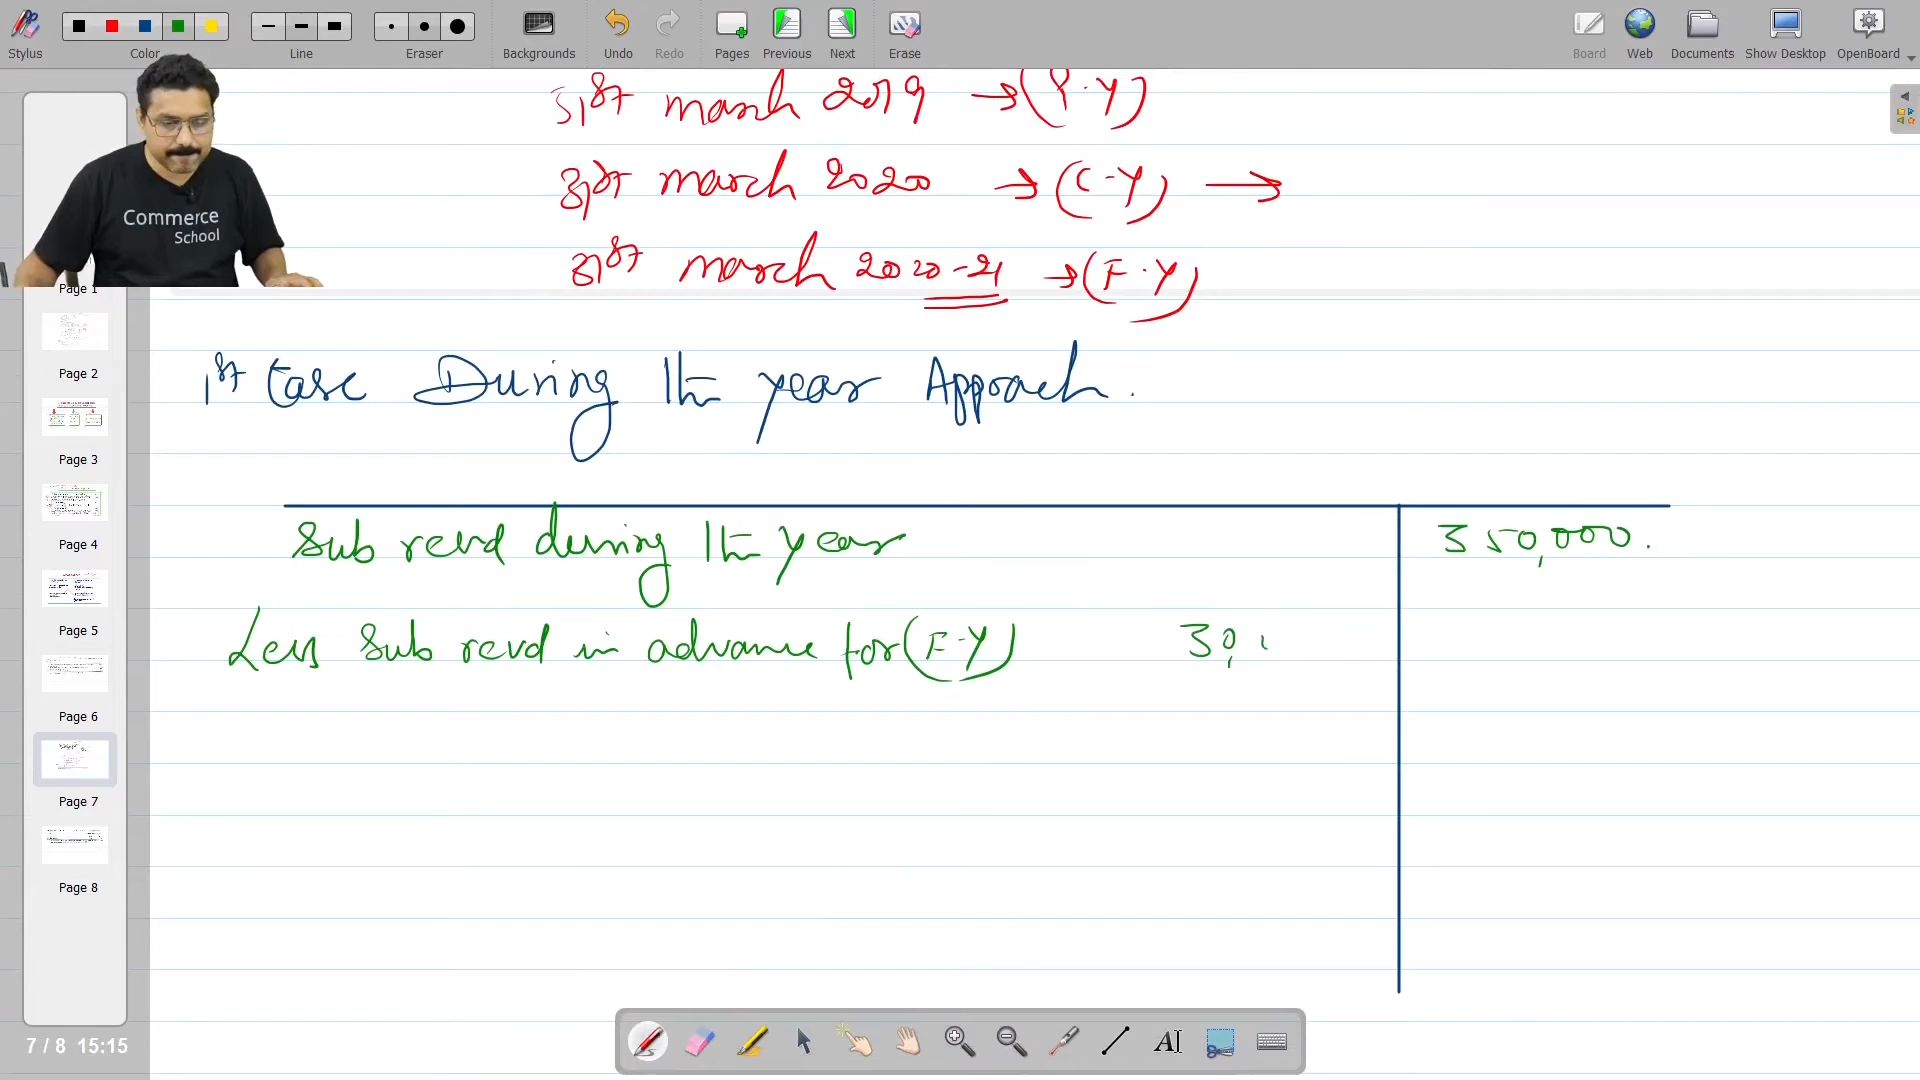 Stylus
Color
Line
Eraser
Backgrounds
Undo
Redo
Pages
Previous
Next
Erase
Board
Web
Documents
Show Desktop
OpenBoard
Commerce
School
31st march 2019 → (P.Y)
31st march 2020 → (C-Y) →
31st march 2020-21 → (F.Y)
1st Case During the year Approach.
Sub recvd during the year 350,000.
Less Sub recvd in advance for (F-Y) 30,
Page 1
Page 2
Page 3
Page 4
Page 5
Page 6
Page 7
Page 8
7 / 8 15:15